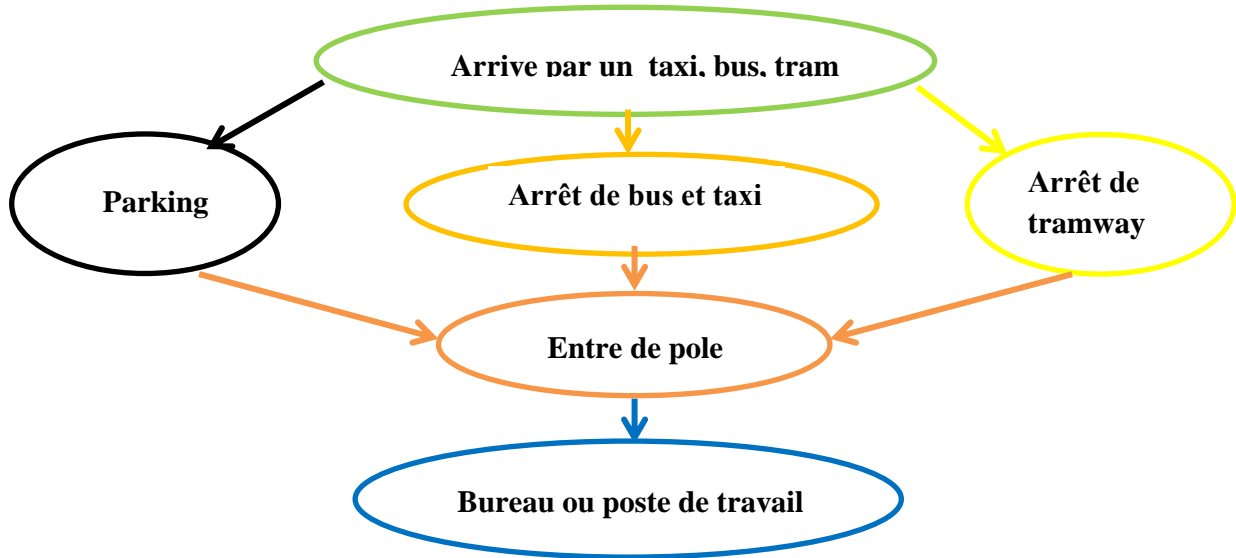 Arrive par un taxi, bus, tram
Parking
Arrêt de bus et taxi
Arrêt de
tramway
Entre de pole
Bureau ou poste de travail